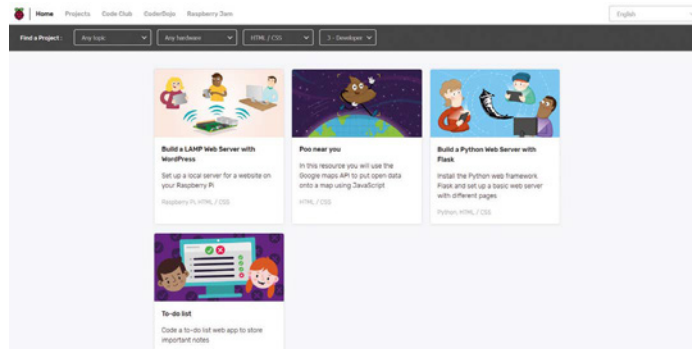 Home Projects Code Club CoderDojo Raspberry Jam
English
Find a Project: Any topic Any hardware HTML / CSS 3 - Developer
Build a LAMP Web Server with
WordPress
Set up a local server for a website on
your Raspberry Pi
Raspberry Pi, HTML / CSS
Poo near you
In this resource you will use the
Google maps API to put open data
onto a map using JavaScript
HTML / CSS
Build a Python Web Server with
Flask
Install the Python web framework
Flask and set up a basic web server
with different pages
Python, HTML / CSS
To-do list
Code a to-do list web app to store
important notes